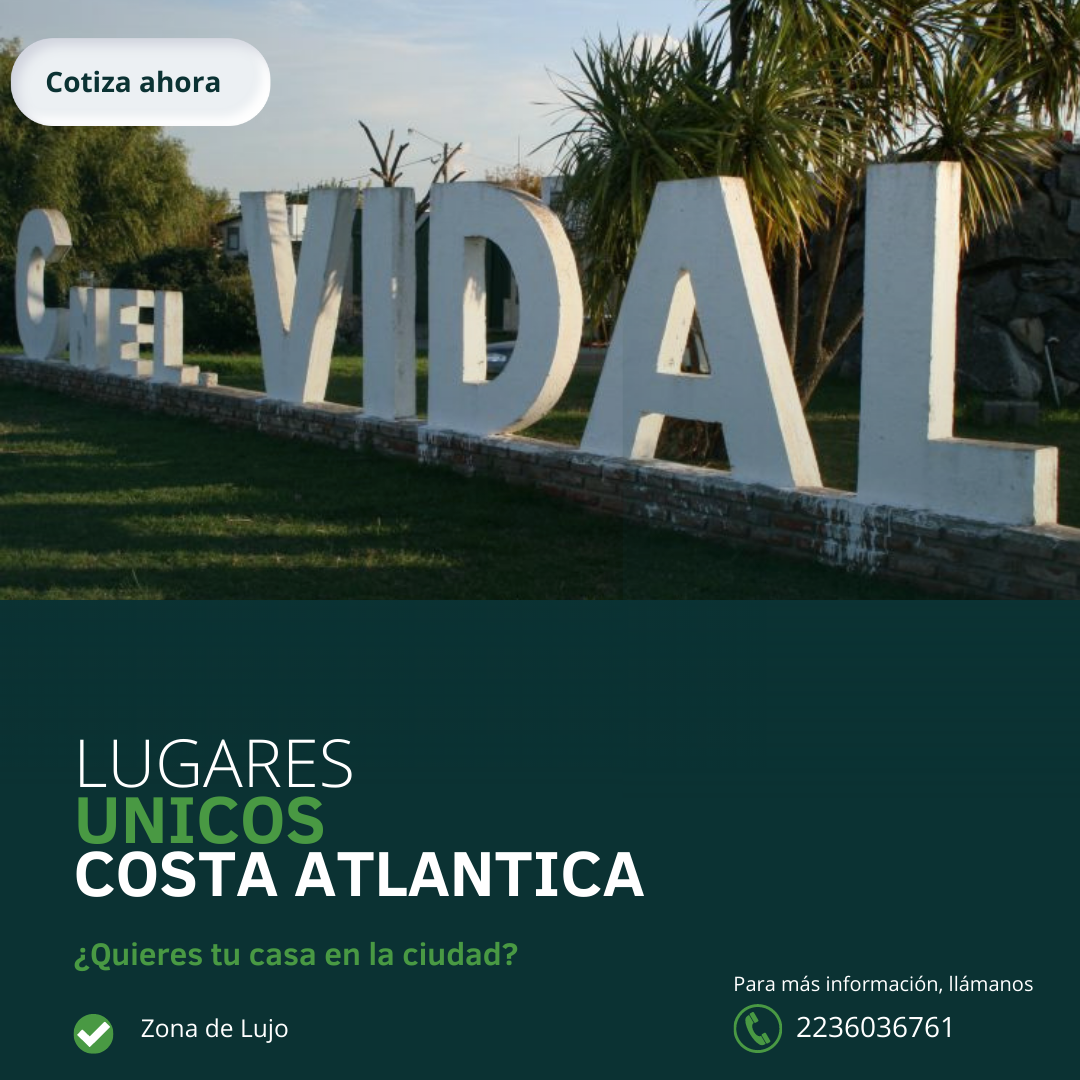 Cotiza ahora
CNEL. VIDAL
LUGARES
UNICOS
COSTA ATLANTICA
¿Quieres tu casa en la ciudad?
Para más información, llámanos
Zona de Lujo
2236036761